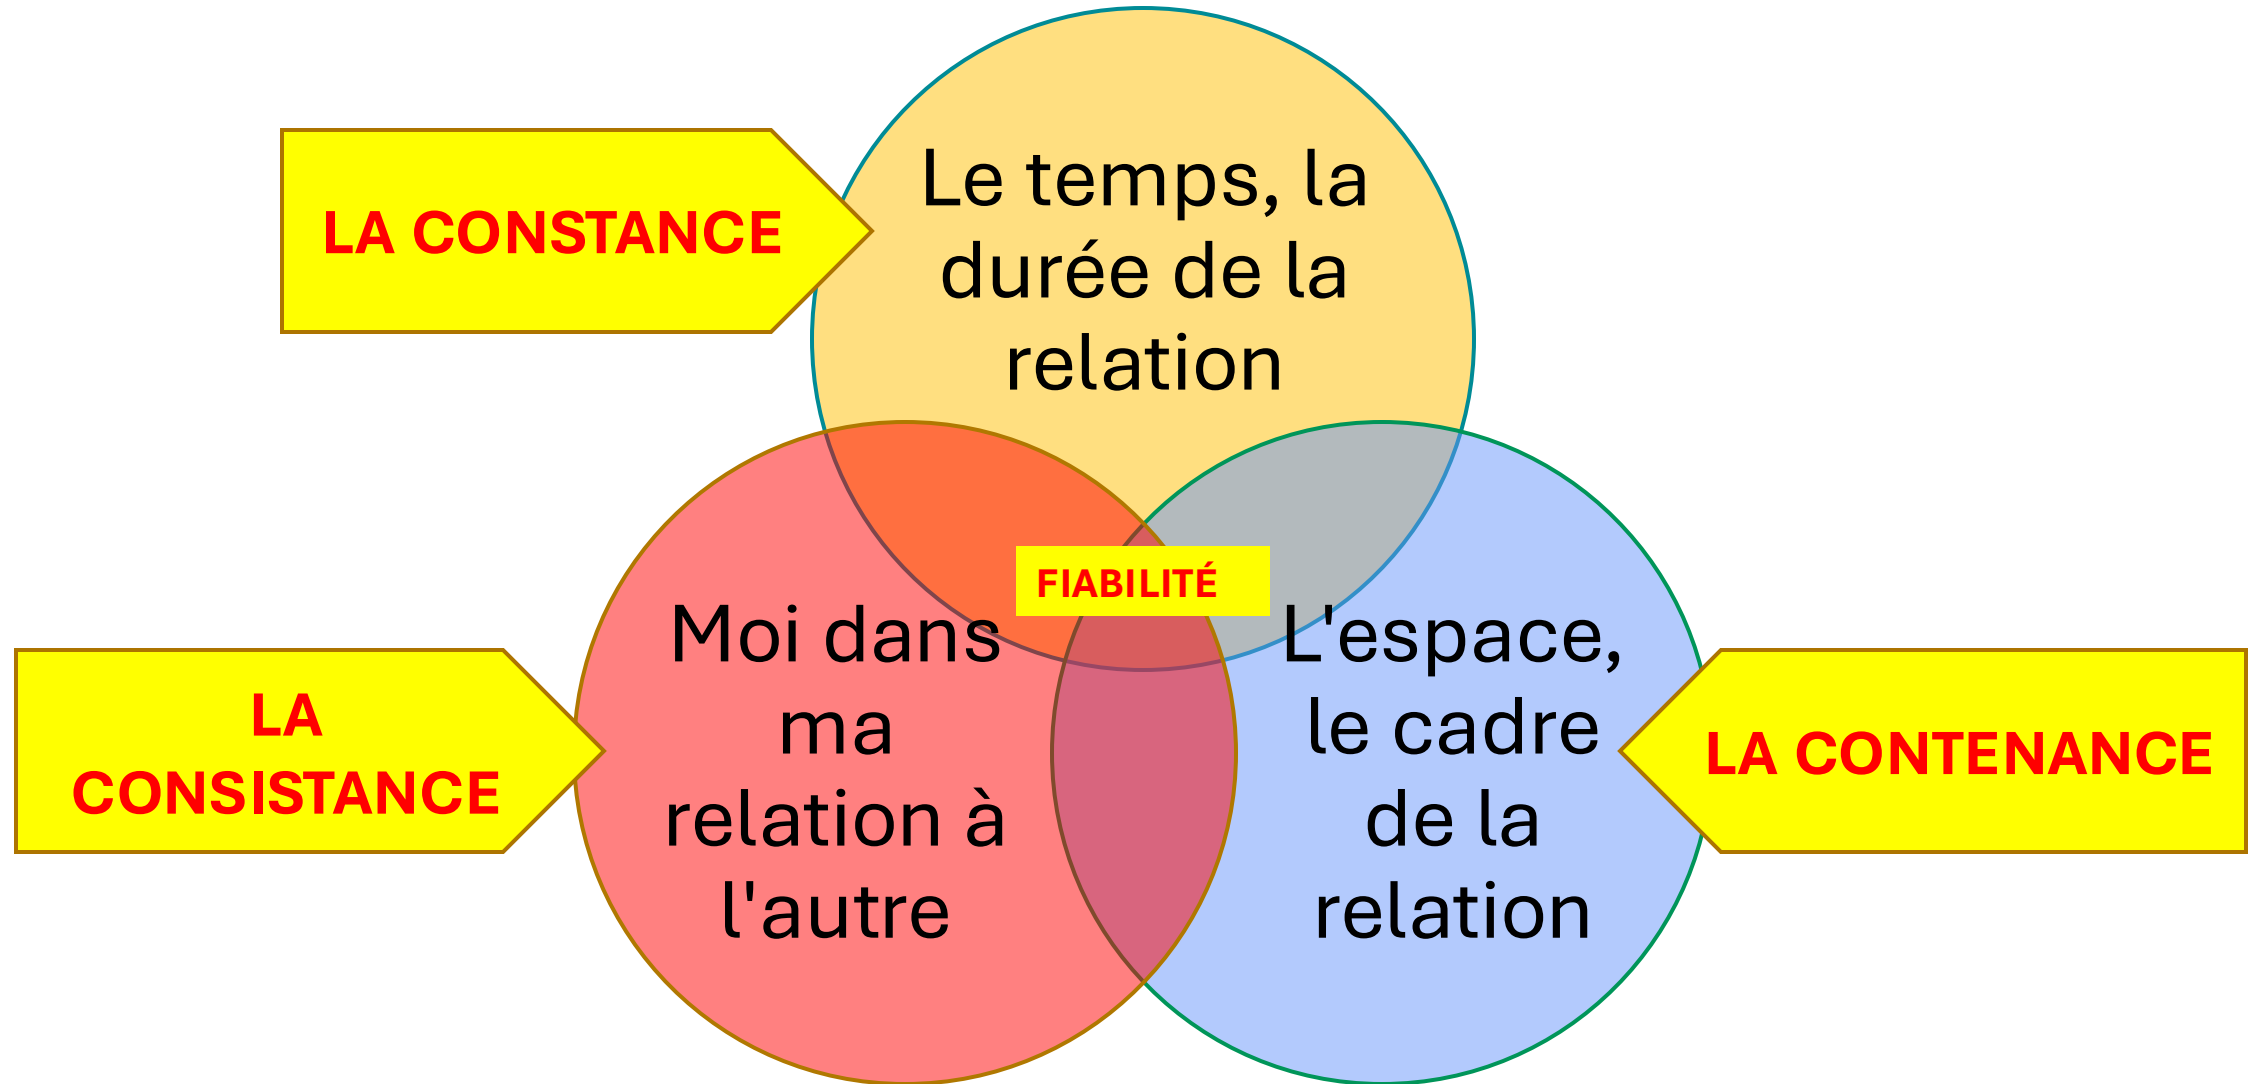 LA CONSTANCE
Le temps, la
durée de la
relation
FIABILITÉ
LA
CONSISTANCE
Moi dans
ma
relation à
l'autre
L'espace,
le cadre
de la
relation
LA CONTENANCE